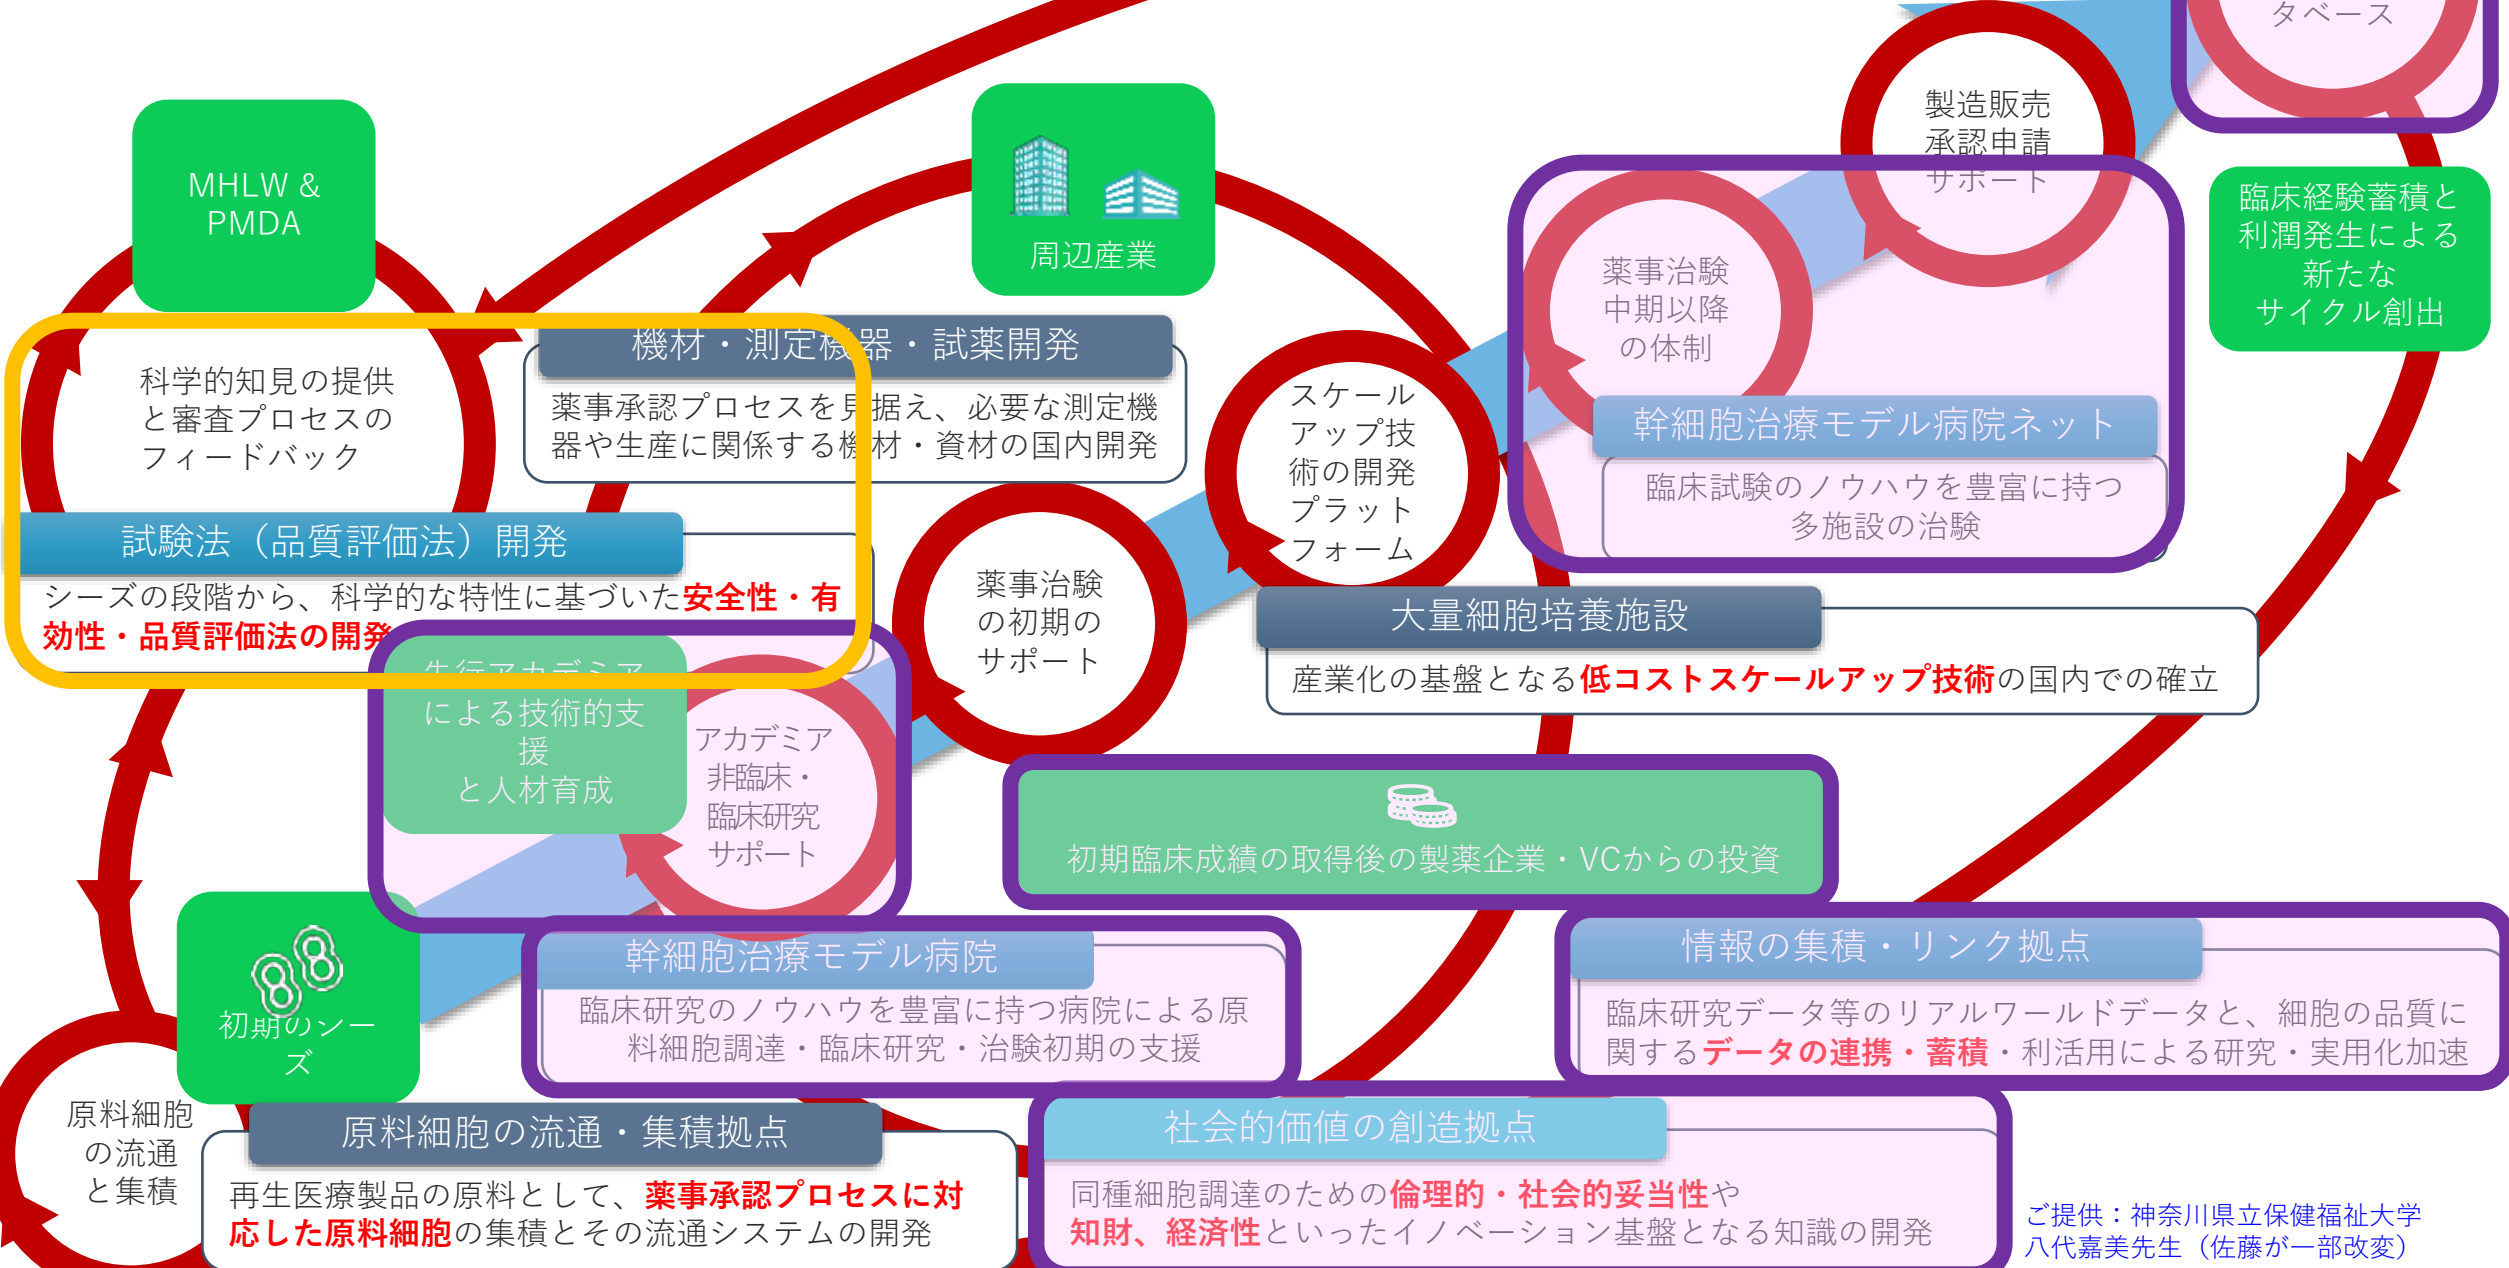 タベース
製造販売
承認申請
サポート
MHLW &
PMDA
周辺産業
臨床経験蓄積と
利潤発生による
新たな
サイクル創出
薬事治験
中期以降
の体制
機材・測定機器・試薬開発
薬事承認プロセスを見据え、必要な測定機
器や生産に関係する機材・資材の国内開発
科学的知見の提供
と審査プロセスの
フィードバック
スケール
アップ技
術の開発
プラット
フォーム
幹細胞治療モデル病院ネット
臨床試験のノウハウを豊富に持つ
多施設の治験
試験法（品質評価法）開発
シーズの段階から、科学的な特性に基づいた安全性・有
効性・品質評価法の開発
薬事治験
の初期の
サポート
大量細胞培養施設
産業化の基盤となる低コストスケールアップ技術の国内での確立
先行アカデミア
による技術的支
援
と人材育成
アカデミア
非臨床・
臨床研究
サポート
初期臨床成績の取得後の製薬企業・VCからの投資
初期のシー
ズ
幹細胞治療モデル病院
臨床研究のノウハウを豊富に持つ病院による原
料細胞調達・臨床研究・治験初期の支援
情報の集積・リンク拠点
臨床研究データ等のリアルワールドデータと、細胞の品質に
関するデータの連携・蓄積・利活用による研究・実用化加速
原料細胞
の流通
と集積
原料細胞の流通・集積拠点
再生医療製品の原料として、薬事承認プロセスに対
応した原料細胞の集積とその流通システムの開発
社会的価値の創造拠点
同種細胞調達のための倫理的・社会的妥当性や
知財、経済性といったイノベーション基盤となる知識の開発
ご提供：神奈川県立保健福祉大学
八代嘉美先生（佐藤が一部改変）